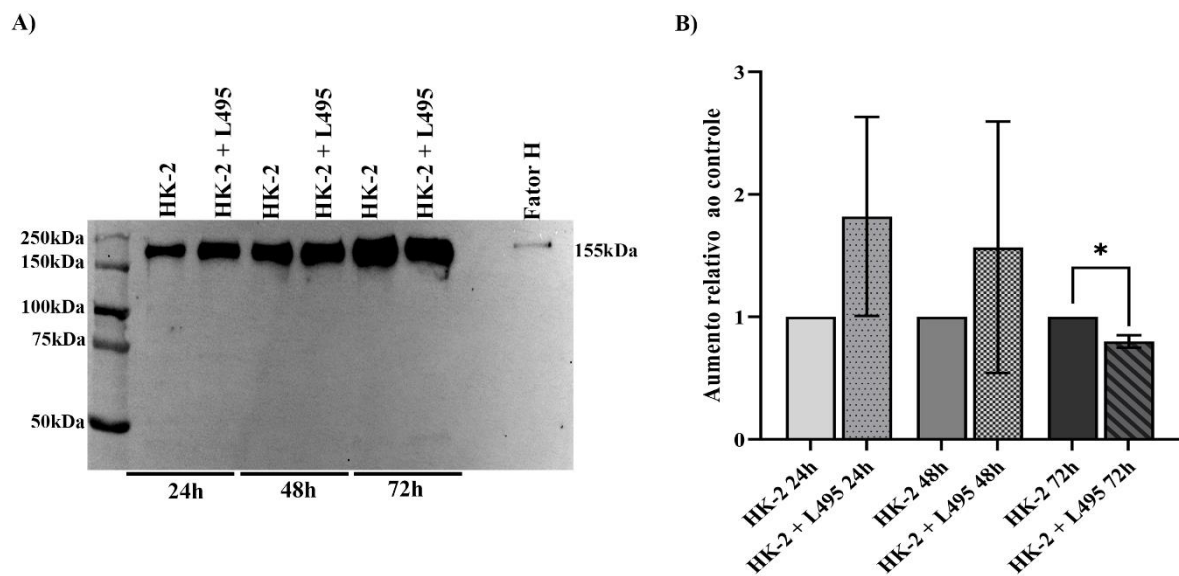 A)
HK-2
HK-2 + L495
HK-2
HK-2 + L495
HK-2
HK-2 + L495
Fator H
250kDa
150kDa
100kDa
75kDa
50kDa
155kDa
24h
48h
72h
B)
Aumento relativo ao controle
3
2
1
0
*
HK-2 24h
HK-2 + L495 24h
HK-2 48h
HK-2 + L495 48h
HK-2 72h
HK-2 + L495 72h